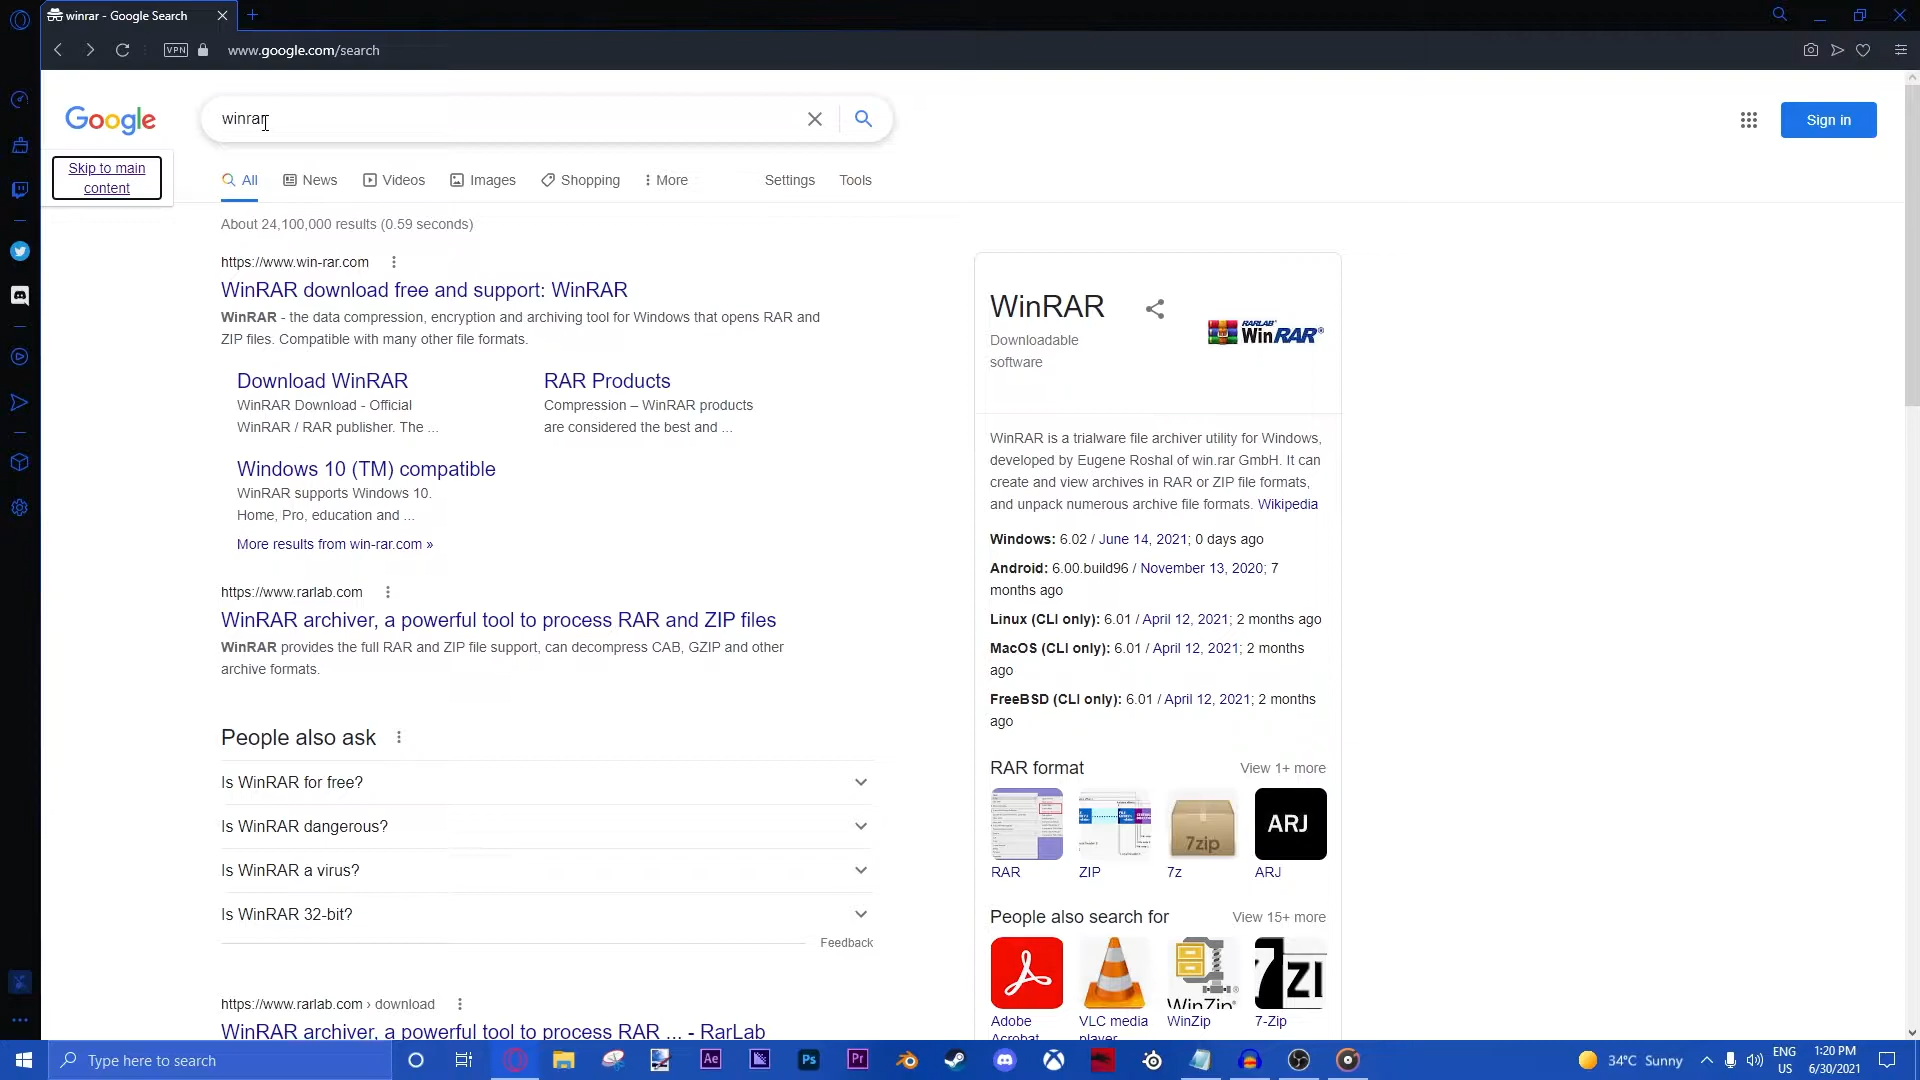 winrar - Google Search
VPN
www.google.com/search
Google
winrar
Sign in
Skip to main
content
All
News
Videos
Images
Shopping
More
Settings
Tools
About 24,100,000 results (0.59 seconds)
https://www.win-rar.com
WinRAR download free and support: WinRAR
WinRAR - the data compression, encryption and archiving tool for Windows that opens RAR and
ZIP files. Compatible with many other file formats.
Download WinRAR
WinRAR Download - Official
WinRAR / RAR publisher. The ...
RAR Products
Compression – WinRAR products
are considered the best and ...
Windows 10 (TM) compatible
WinRAR supports Windows 10.
Home, Pro, education and ...
More results from win-rar.com »
https://www.rarlab.com
WinRAR archiver, a powerful tool to process RAR and ZIP files
WinRAR provides the full RAR and ZIP file support, can decompress CAB, GZIP and other
archive formats.
People also ask
Is WinRAR for free?
Is WinRAR dangerous?
Is WinRAR a virus?
Is WinRAR 32-bit?
Feedback
https://www.rarlab.com › download
WinRAR archiver, a powerful tool to process RAR ... - RarLab
WinRAR
Downloadable
software
RARLAB
WinRAR
WinRAR is a trialware file archiver utility for Windows,
developed by Eugene Roshal of win.rar GmbH. It can
create and view archives in RAR or ZIP file formats,
and unpack numerous archive file formats. Wikipedia
Windows: 6.02 / June 14, 2021; 0 days ago
Android: 6.00.build96 / November 13, 2020; 7
months ago
Linux (CLI only): 6.01 / April 12, 2021; 2 months ago
MacOS (CLI only): 6.01 / April 12, 2021; 2 months
ago
FreeBSD (CLI only): 6.01 / April 12, 2021; 2 months
ago
RAR format
View 1+ more
7zip
ARJ
RAR
ZIP
7z
ARJ
People also search for
View 15+ more
WinZip
7ZI
Adobe
Acrobat
VLC media
player
WinZip
7-Zip
Type here to search
Ae
Ps
Pr
34°C Sunny
ENG
US
1:20 PM
6/30/2021